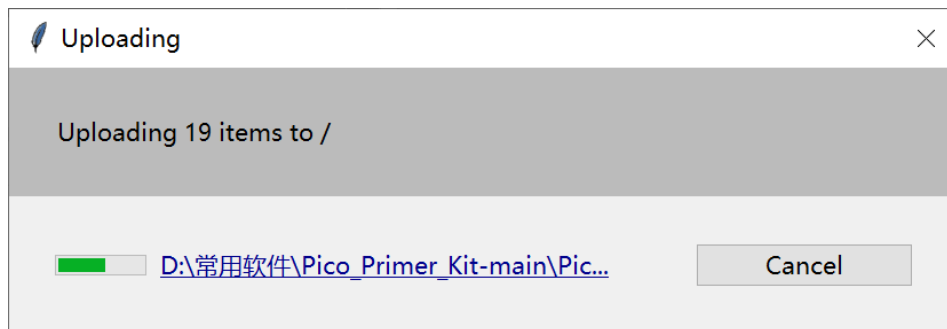 Uploading
Uploading 19 items to /
D:\常用软件\Pico_Primer_Kit-main\Pic...
Cancel